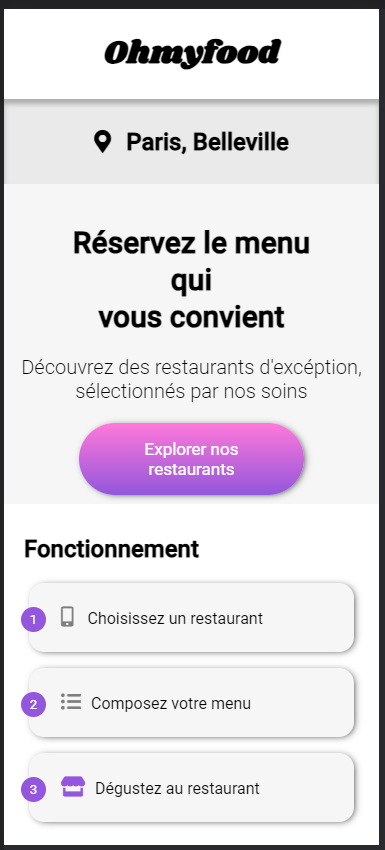 Ohmyfood
Paris, Belleville
Réservez le menu
qui
vous convient
Découvrez des restaurants d'excéption,
sélectionnés par nos soins
Explorer nos
restaurants
Fonctionnement
1 Choisissez un restaurant
2 Composez votre menu
3 Dégustez au restaurant